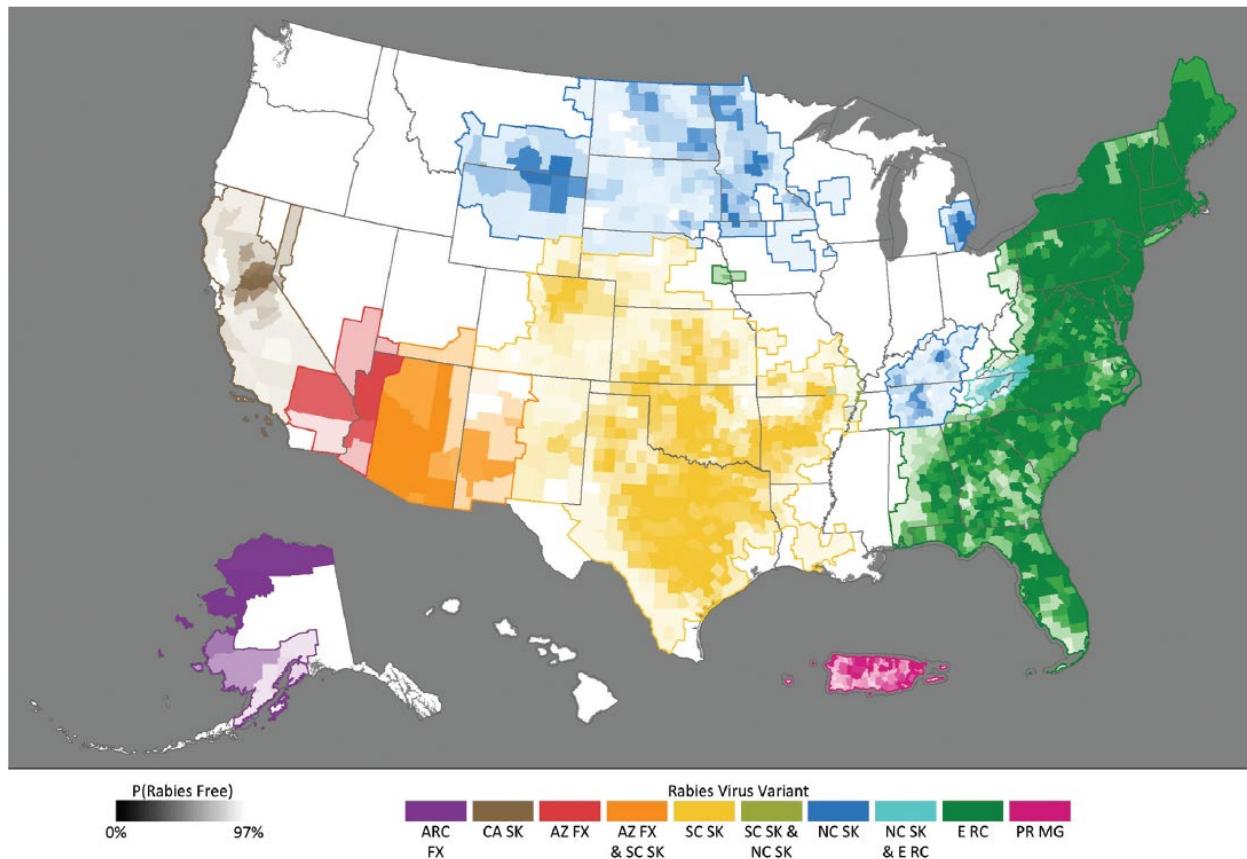 P(Rabies Free)
0% 97%
Rabies Virus Variant
ARC FX
CA SK
AZ FX
AZ FX & SC SK
SC SK
SC SK & NC SK
NC SK
NC SK & E RC
E RC
PR MG